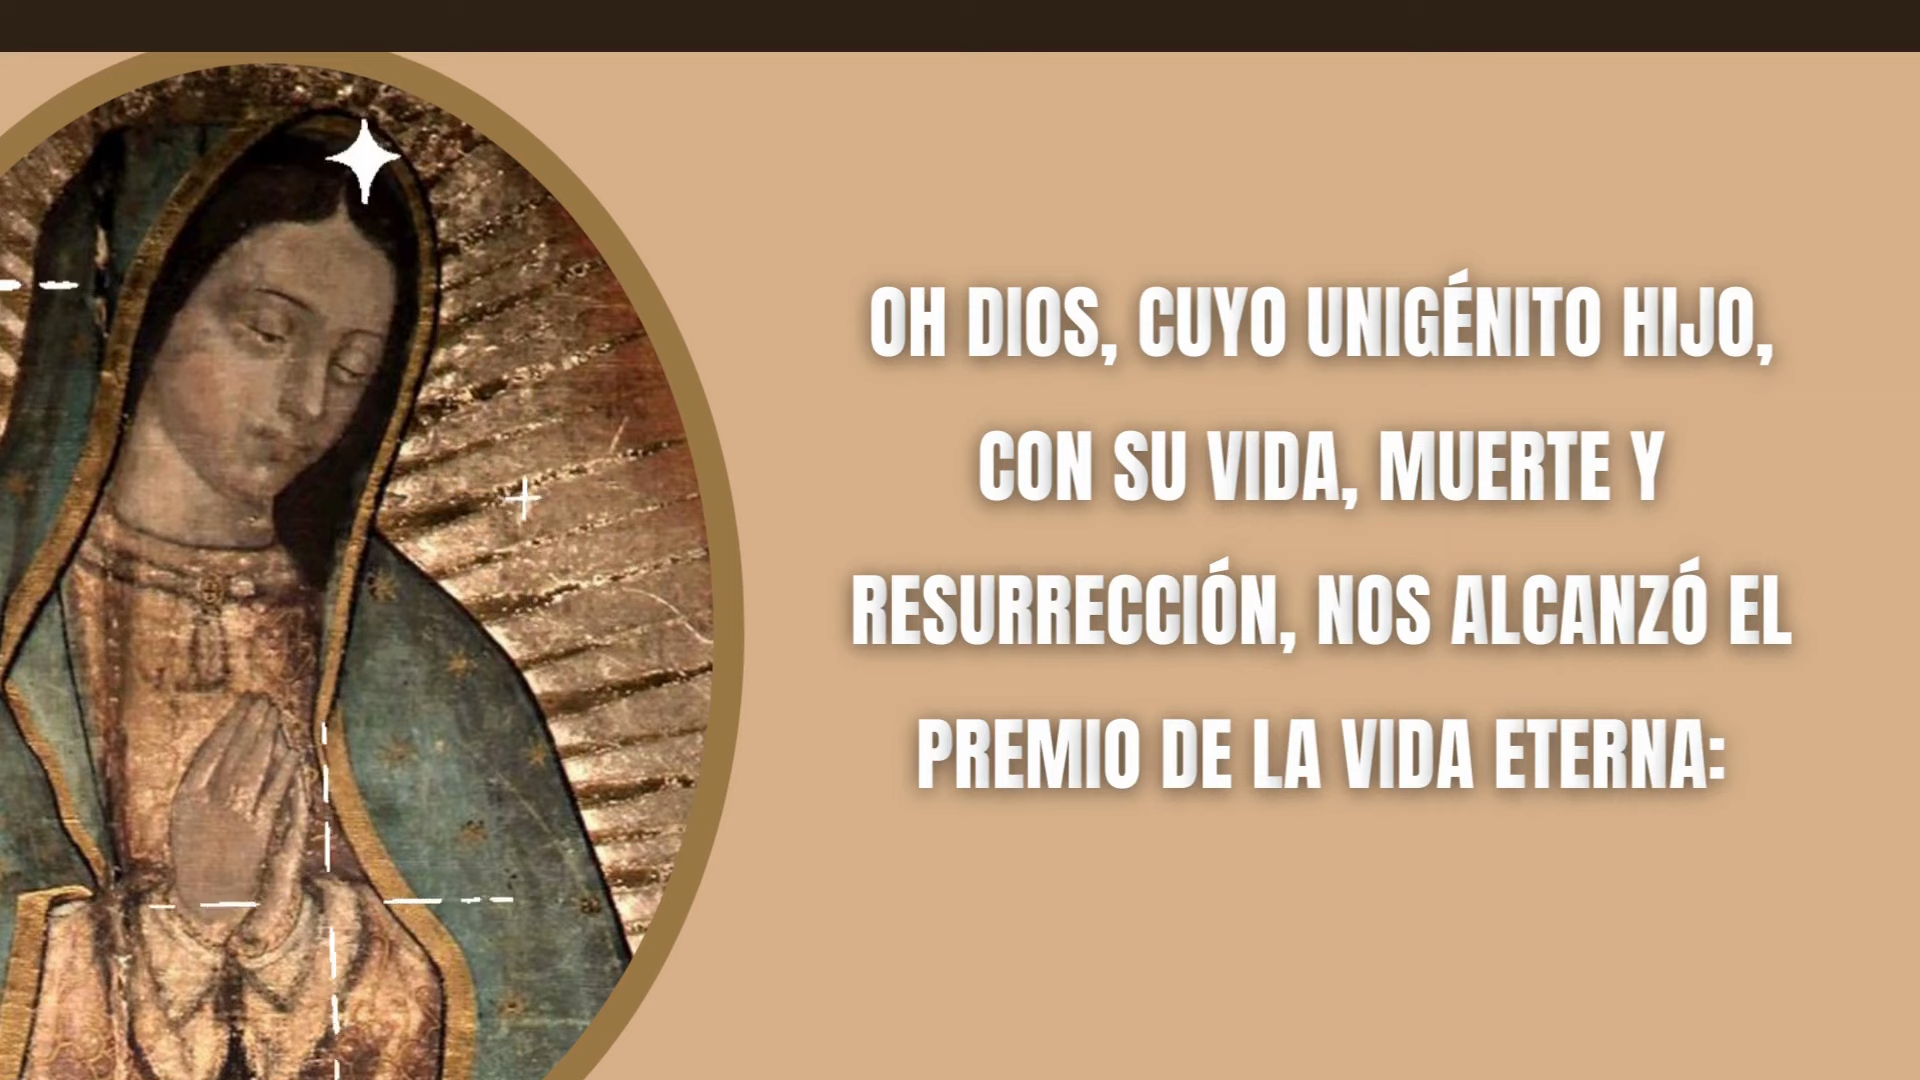 OH DIOS, CUYO UNIGÉNITO HIJO,
CON SU VIDA, MUERTE Y
RESURRECCIÓN, NOS ALCANZÓ EL
PREMIO DE LA VIDA ETERNA: